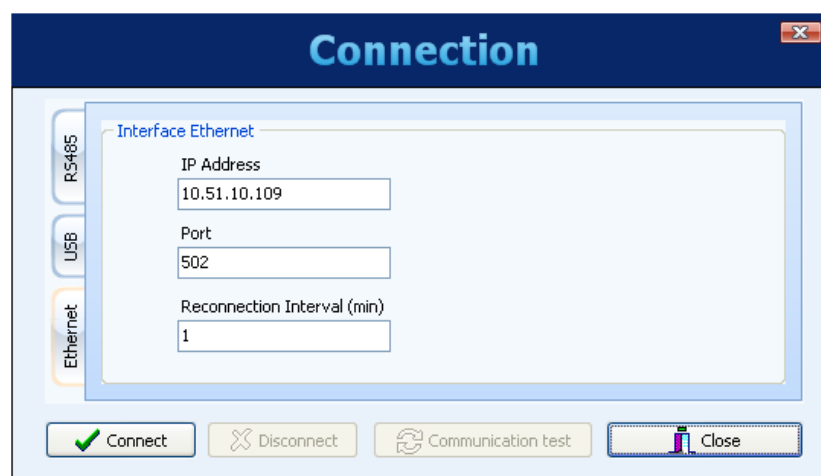 Connection
RS485
USB
Ethernet
Interface Ethernet
IP Address
10.51.10.109
Port
502
Reconnection Interval (min)
1
Connect
Disconnect
Communication test
Close